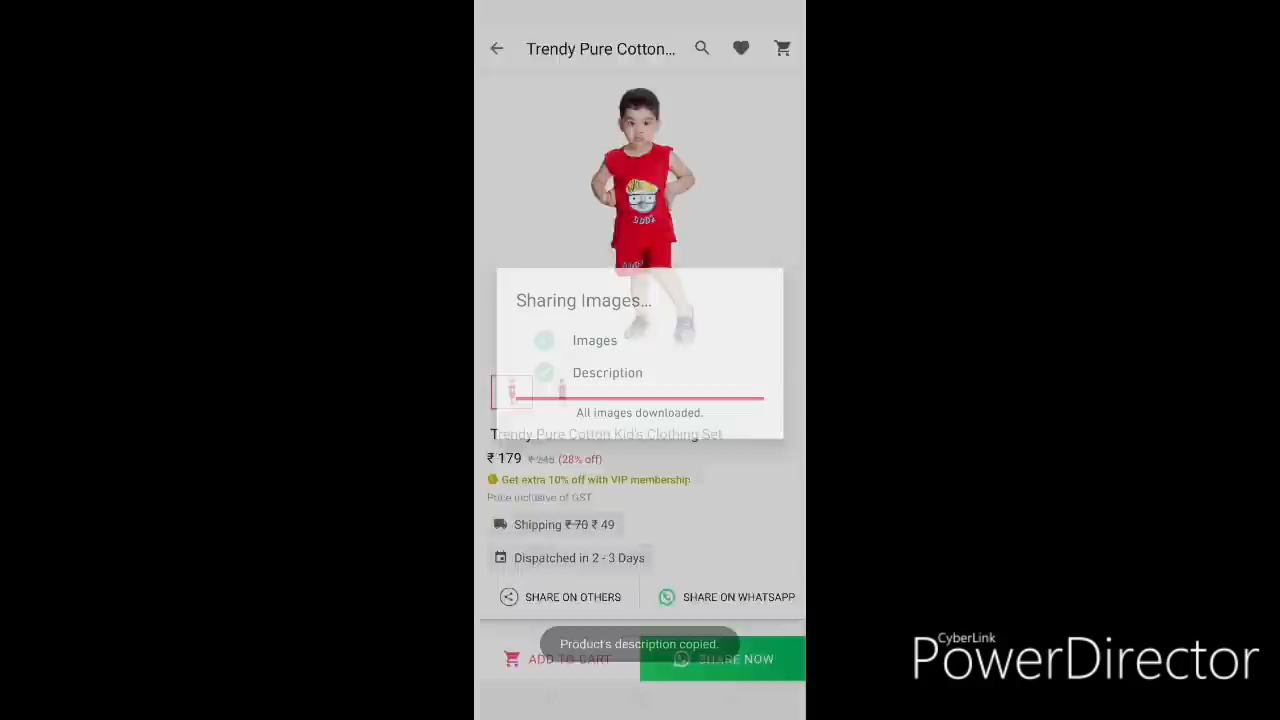 Trendy Pure Cotton...
Sharing Images...
Images
Description
All images downloaded.
Trendy Pure Cotton Kid's Clothing Set
₹ 179 ₹ 245 (28% off)
Get extra 10% off with VIP membership
Price inclusive of GST
Shipping ₹ 70 ₹ 49
Dispatched in 2 - 3 Days
SHARE ON OTHERS
SHARE ON WHATSAPP
Product's description copied.
ADD TO CART
SHARE NOW
CyberLink
PowerDirector